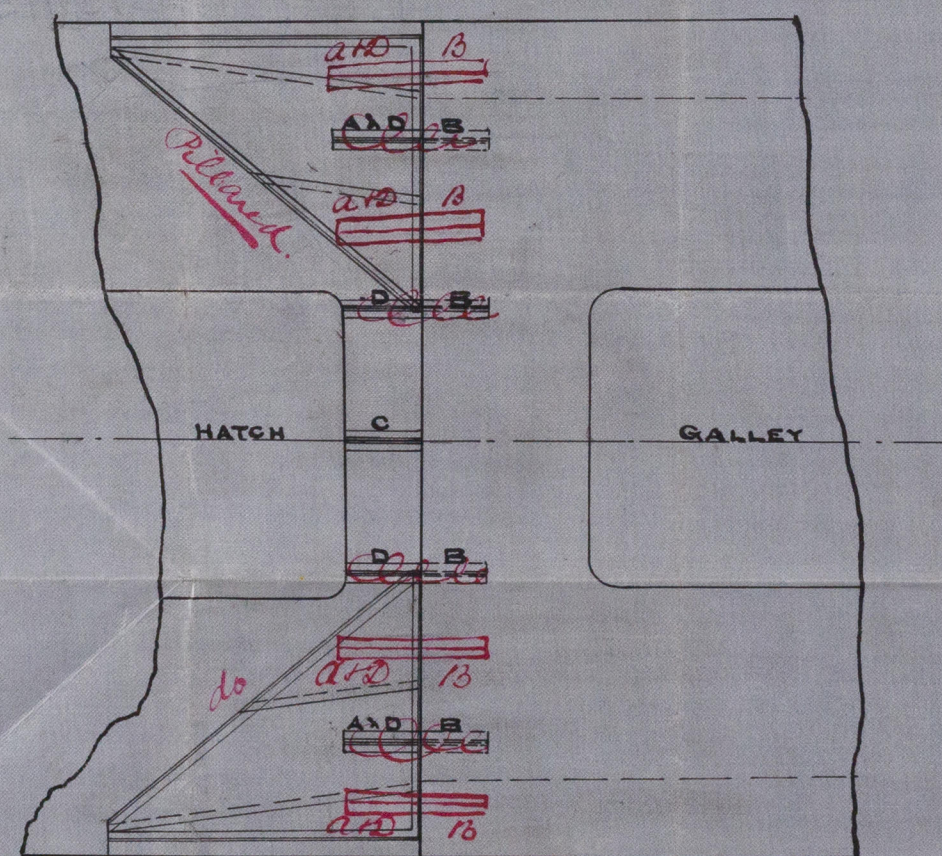 a+D B
A & D B
Pillared.
a+D B
D B
C
HATCH GALLEY
D B
a+D B
do
A & D B
a+D B